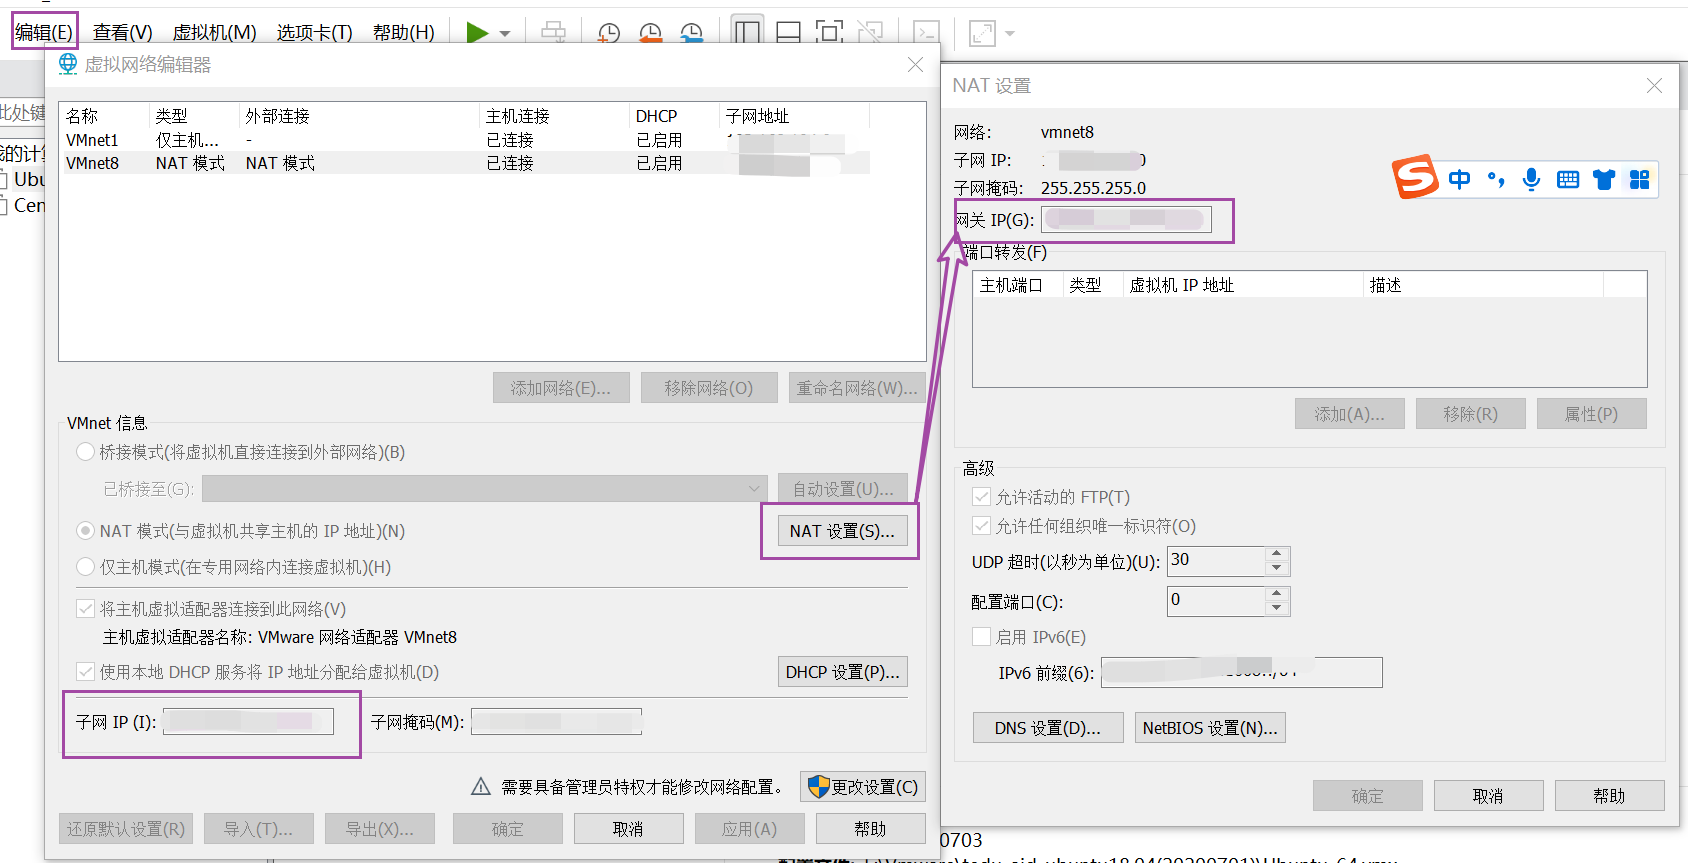 编辑(E) 查看(V) 虚拟机(M) 选项卡(T) 帮助(H)
虚拟网络编辑器
此处键
我的计算
Ubu
Cen
名称 类型 外部连接 主机连接 DHCP 子网地址
VMnet1 仅主机... - 已连接 已启用
VMnet8 NAT 模式 NAT 模式 已连接 已启用
添加网络(E)... 移除网络(O) 重命名网络(W)...
VMnet 信息
桥接模式(将虚拟机直接连接到外部网络)(B)
已桥接至(G): 自动设置(U)...
NAT 模式(与虚拟机共享主机的 IP 地址)(N) NAT 设置(S)...
仅主机模式(在专用网络内连接虚拟机)(H)
将主机虚拟适配器连接到此网络(V)
主机虚拟适配器名称: VMware 网络适配器 VMnet8
使用本地 DHCP 服务将 IP 地址分配给虚拟机(D) DHCP 设置(P)...
子网 IP (I): 子网掩码(M):
需要具备管理员特权才能修改网络配置。 更改设置(C)
还原默认设置(R) 导入(T)... 导出(X)... 确定 取消 应用(A) 帮助
NAT 设置
网络: vmnet8
子网 IP: 0
子网掩码: 255.255.255.0
网关 IP(G):
中
端口转发(F)
主机端口 类型 虚拟机 IP 地址 描述
添加(A)... 移除(R) 属性(P)
高级
允许活动的 FTP(T)
允许任何组织唯一标识符(O)
UDP 超时(以秒为单位)(U): 30
配置端口(C): 0
启用 IPv6(E)
IPv6 前缀(6):
DNS 设置(D)... NetBIOS 设置(N)...
确定 取消 帮助
0703